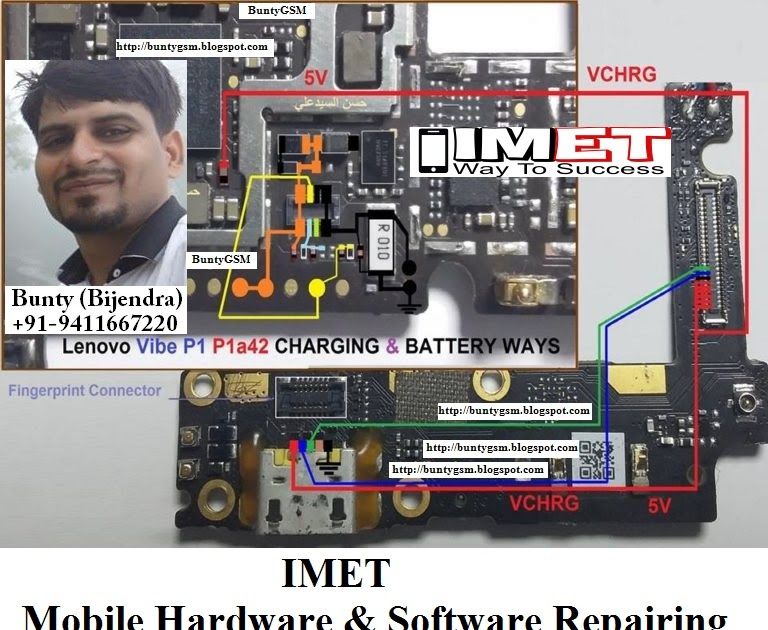 BuntyGSM
http://buntygsm.blogspot.com
5V
VCHRG
حسن السيد علي
IMET
Way To Success
R 010
BuntyGSM
Bunty (Bijendra)
+91-9411667220
Lenovo Vibe P1 P1a42 CHARGING & BATTERY WAYS
Fingerprint Connector
http://buntygsm.blogspot.com
http://buntygsm.blogspot.com
http://buntygsm.blogspot.com
VCHRG
5V
IMET
Mobile Hardware & Software Repairing